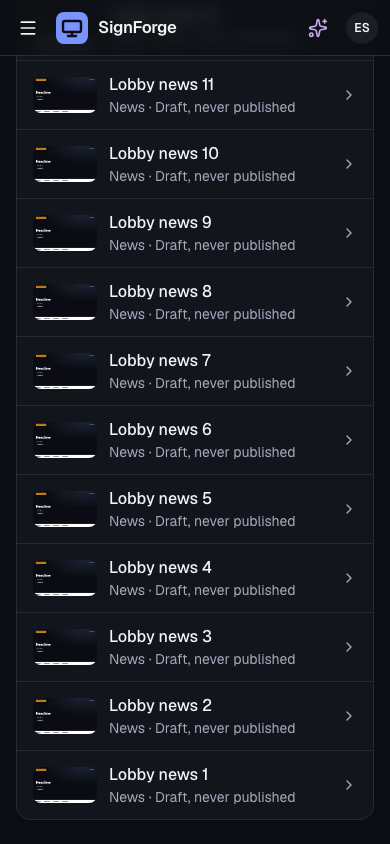 SignForge
ES
Lobby news 11
News · Draft, never published
Lobby news 10
News · Draft, never published
Lobby news 9
News · Draft, never published
Lobby news 8
News · Draft, never published
Lobby news 7
News · Draft, never published
Lobby news 6
News · Draft, never published
Lobby news 5
News · Draft, never published
Lobby news 4
News · Draft, never published
Lobby news 3
News · Draft, never published
Lobby news 2
News · Draft, never published
Lobby news 1
News · Draft, never published